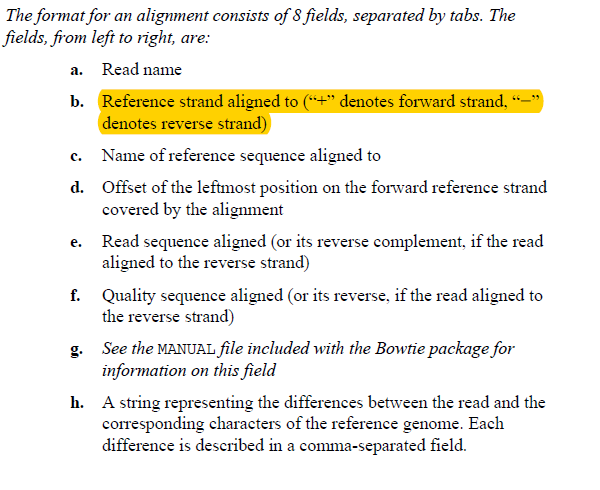 The format for an alignment consists of 8 fields, separated by tabs. The
fields, from left to right, are:
a. Read name
b. Reference strand aligned to (“+” denotes forward strand, “–”
denotes reverse strand)
c. Name of reference sequence aligned to
d. Offset of the leftmost position on the forward reference strand
covered by the alignment
e. Read sequence aligned (or its reverse complement, if the read
aligned to the reverse strand)
f. Quality sequence aligned (or its reverse, if the read aligned to
the reverse strand)
g. See the MANUAL file included with the Bowtie package for
information on this field
h. A string representing the differences between the read and the
corresponding characters of the reference genome. Each
difference is described in a comma-separated field.